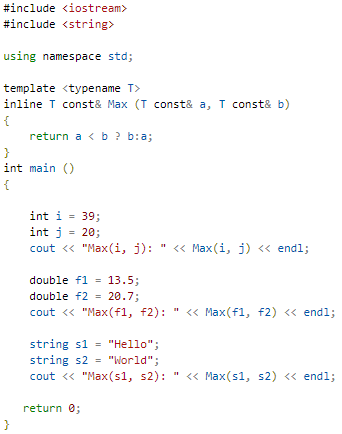 #include <iostream>
#include <string>
using namespace std;
template <typename T>
inline T const& Max (T const& a, T const& b)
{
return a < b ? b:a;
}
int main ()
{
int i = 39;
int j = 20;
cout << "Max(i, j): " << Max(i, j) << endl;
double f1 = 13.5;
double f2 = 20.7;
cout << "Max(f1, f2): " << Max(f1, f2) << endl;
string s1 = "Hello";
string s2 = "World";
cout << "Max(s1, s2): " << Max(s1, s2) << endl;
return 0;
}